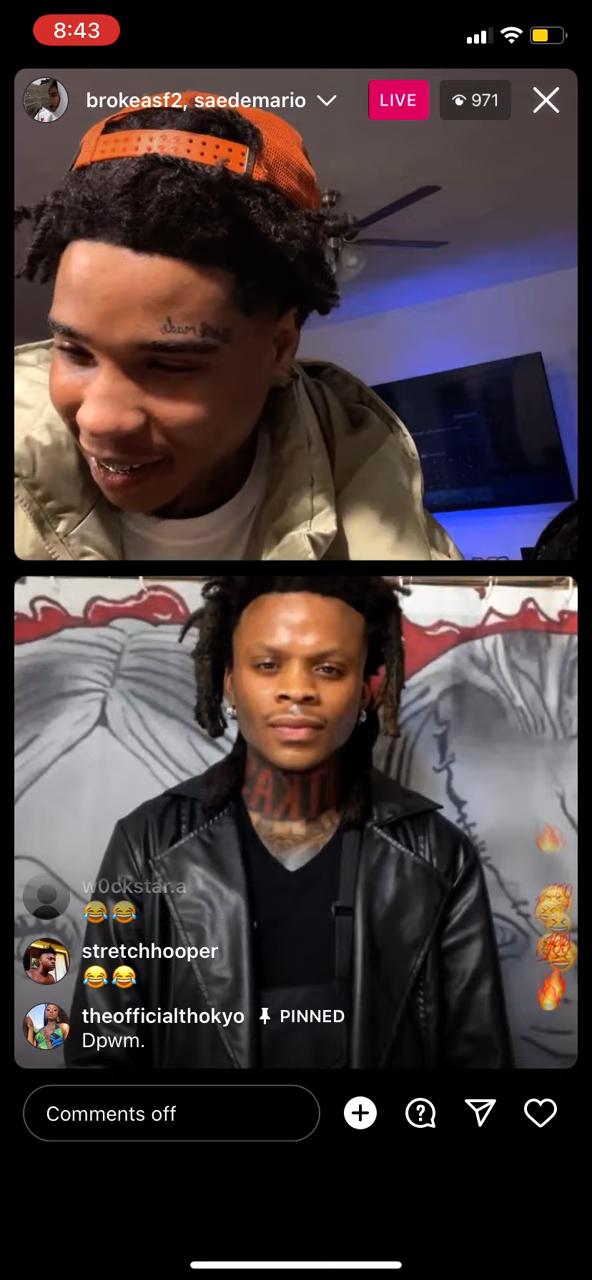 8:43
brokeasf2, saedemario
LIVE
971
w0ckstar.a
😂😂
stretchhooper
😂😂
theofficialthokyo PINNED
Dpwm.
Comments off